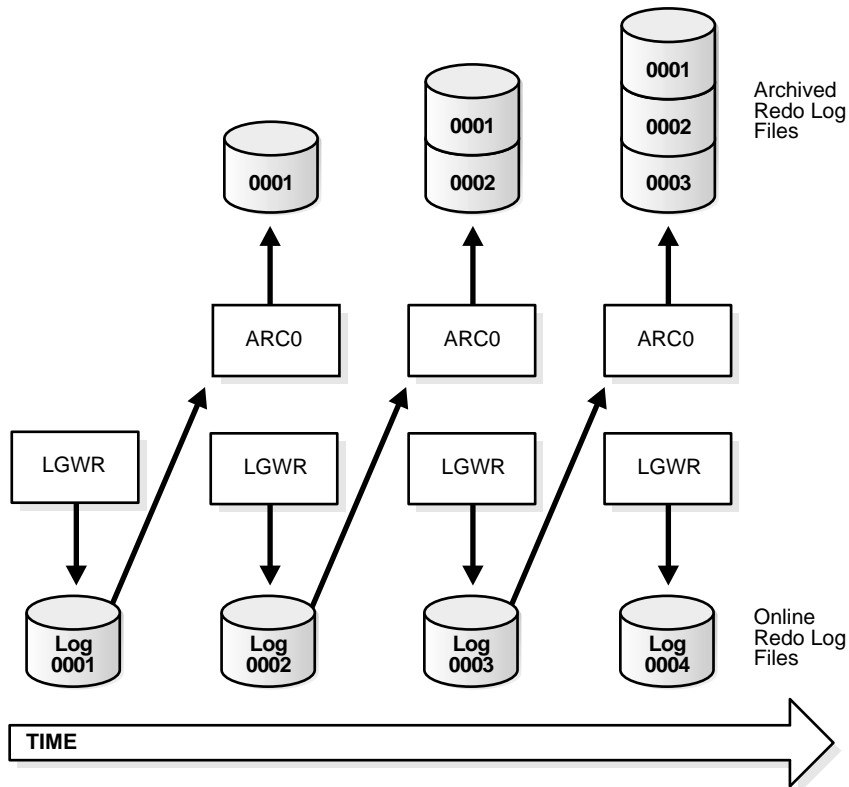 0001
0001
0002
0001
0002
0003
Archived
Redo Log
Files
ARC0
ARC0
ARC0
LGWR
LGWR
LGWR
LGWR
Log
0001
Log
0002
Log
0003
Log
0004
Online
Redo Log
Files
TIME